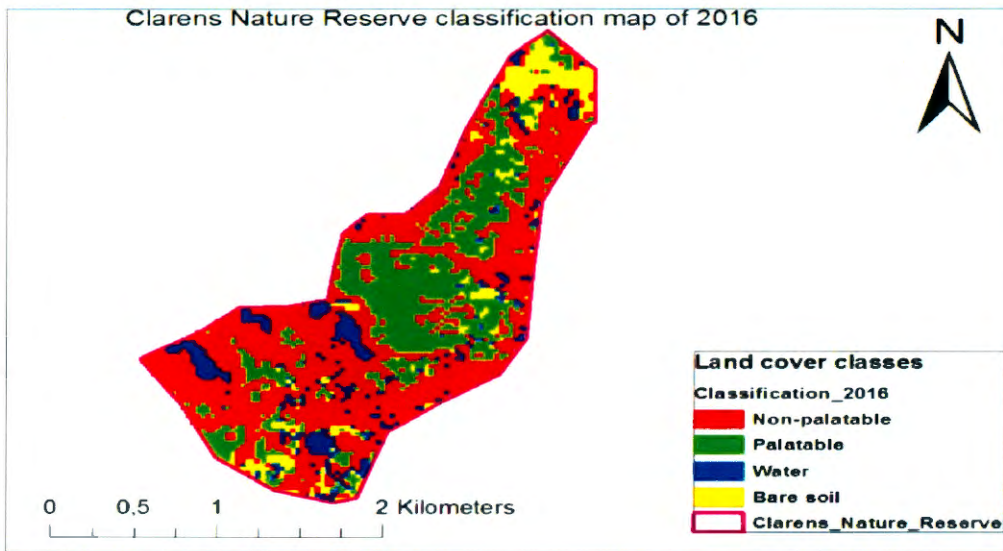 Clarens Nature Reserve classification map of 2016
N
Land cover classes
Classification_2016
Non-palatable
Palatable
Water
Bare soil
Clarens_Nature_Reserve
0 0.5 1 2 Kilometers